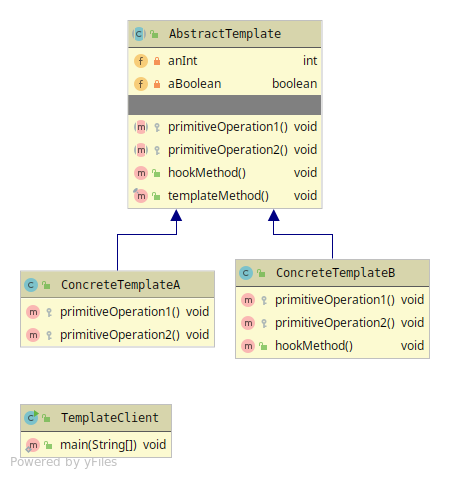 AbstractTemplate
anInt int
aBoolean boolean
primitiveOperation1() void
primitiveOperation2() void
hookMethod() void
templateMethod() void
ConcreteTemplateA
primitiveOperation1() void
primitiveOperation2() void
ConcreteTemplateB
primitiveOperation1() void
primitiveOperation2() void
hookMethod() void
TemplateClient
main(String[]) void
Powered by yFiles